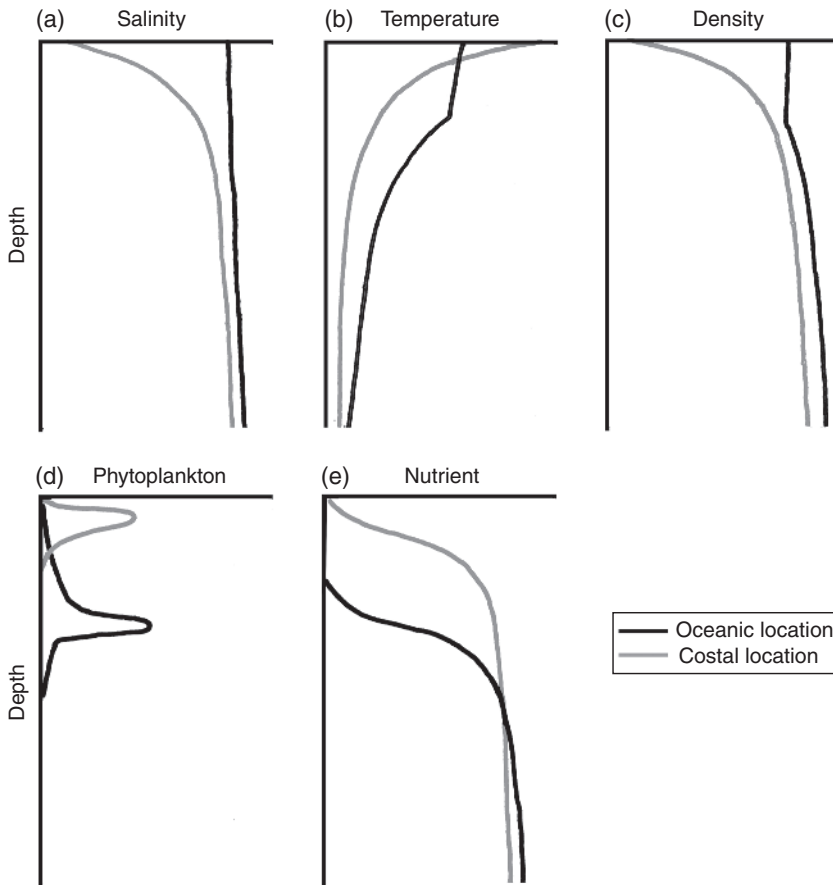 (a) Salinity
(b) Temperature
(c) Density
Depth
(d) Phytoplankton
(e) Nutrient
Depth
Oceanic location
Costal location